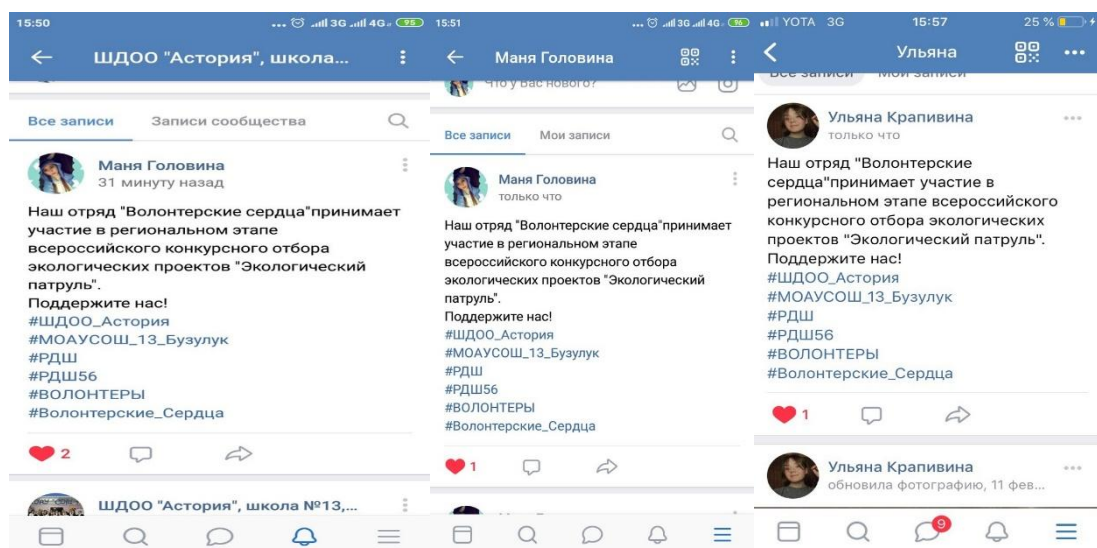 15:50
... 3G 4G 95
ШДОО "Астория", школа...
Все записи Записи сообщества
Маня Головина
31 минуту назад
Наш отряд "Волонтерские сердца"принимает
участие в региональном этапе
всероссийского конкурсного отбора
экологических проектов "Экологический
патруль".
Поддержите нас!
#ШДОО_Астория
#МОАУСОШ_13_Бузулук
#РДШ
#РДШ56
#ВОЛОНТЕРЫ
#Волонтерские_Сердца
2
ШДОО "Астория", школа №13,...
15:51
... 3G 4G 96
Маня Головина
Что у Вас нового?
Все записи Мои записи
Маня Головина
только что
Наш отряд "Волонтерские сердца"принимает
участие в региональном этапе
всероссийского конкурсного отбора
экологических проектов "Экологический
патруль".
Поддержите нас!
#ШДОО_Астория
#МОАУСОШ_13_Бузулук
#РДШ
#РДШ56
#ВОЛОНТЕРЫ
#Волонтерские_Сердца
1
YOTA 3G 15:57 25 %
Ульяна
Все записи Мои записи
Ульяна Крапивина
только что
Наш отряд "Волонтерские
сердца"принимает участие в
региональном этапе всероссийского
конкурсного отбора экологических
проектов "Экологический патруль".
Поддержите нас!
#ШДОО_Астория
#МОАУСОШ_13_Бузулук
#РДШ
#РДШ56
#ВОЛОНТЕРЫ
#Волонтерские_Сердца
1
Ульяна Крапивина
обновила фотографию, 11 фев...
9